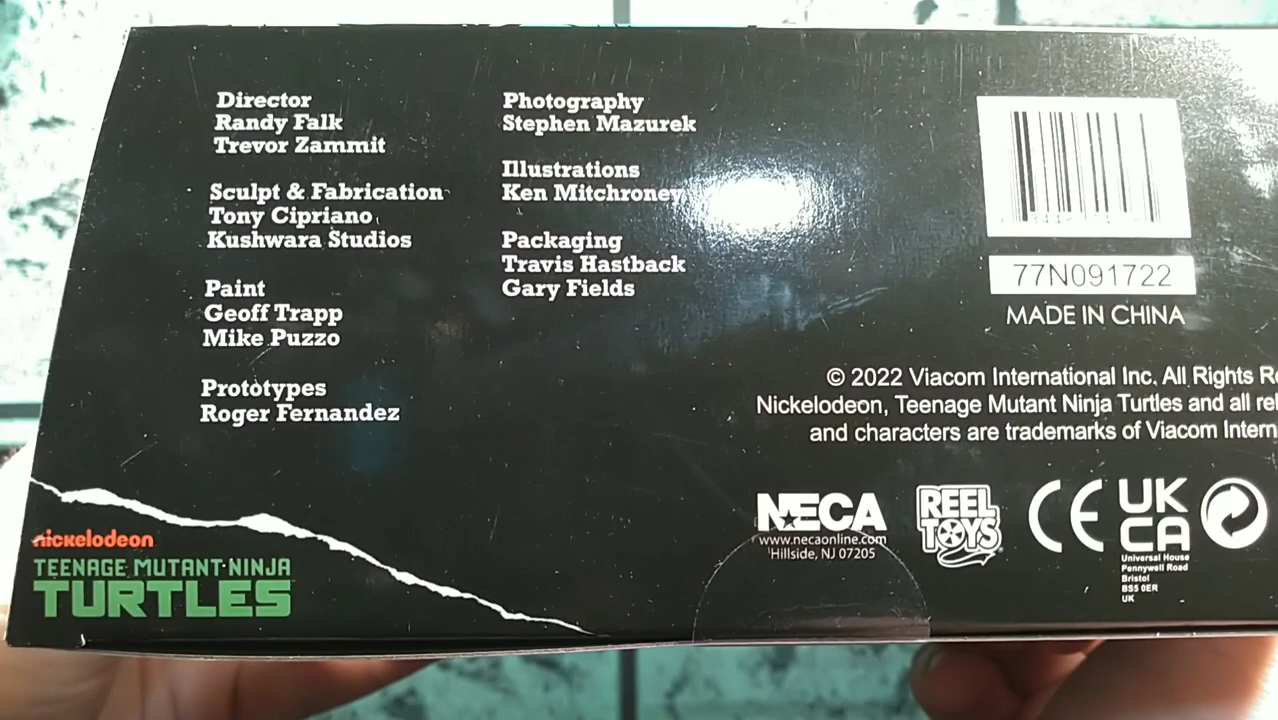 Director
Randy Falk
Trevor Zammit
Sculpt & Fabrication
Tony Cipriano
Kushwara Studios
Paint
Geoff Trapp
Mike Puzzo
Prototypes
Roger Fernandez
Photography
Stephen Mazurek
Illustrations
Ken Mitchroney
Packaging
Travis Hastback
Gary Fields
77N091722
MADE IN CHINA
© 2022 Viacom International Inc. All Rights
Nickelodeon, Teenage Mutant Ninja Turtles and all
and characters are trademarks of Viacom
nickelodeon
TEENAGE MUTANT NINJA
TURTLES
NECA
www.necaonline.com
Hillside, NJ 07205
REEL
TOYS
CE
UK
CA
Universal House
Pennywell Road
Bristol
BS5 0ER
UK